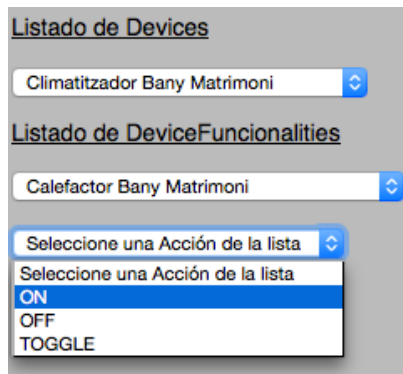 Listado de Devices
Climatitzador Bany Matrimoni
Listado de DeviceFuncionalities
Calefactor Bany Matrimoni
Seleccione una Acción de la lista
Seleccione una Acción de la lista
ON
OFF
TOGGLE